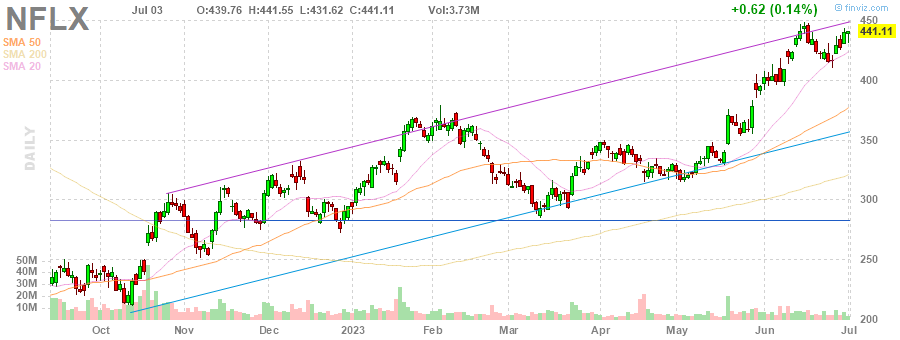 NFLX Jul 03 O:439.76 H:441.55 L:431.62 C:441.11 Vol:3.73M +0.62 (0.14%) © finviz.com
SMA 50
SMA 200
SMA 20
DAILY
450
441.11
400
350
300
250
200
50M
40M
30M
20M
10M
Oct Nov Dec 2023 Feb Mar Apr May Jun Jul